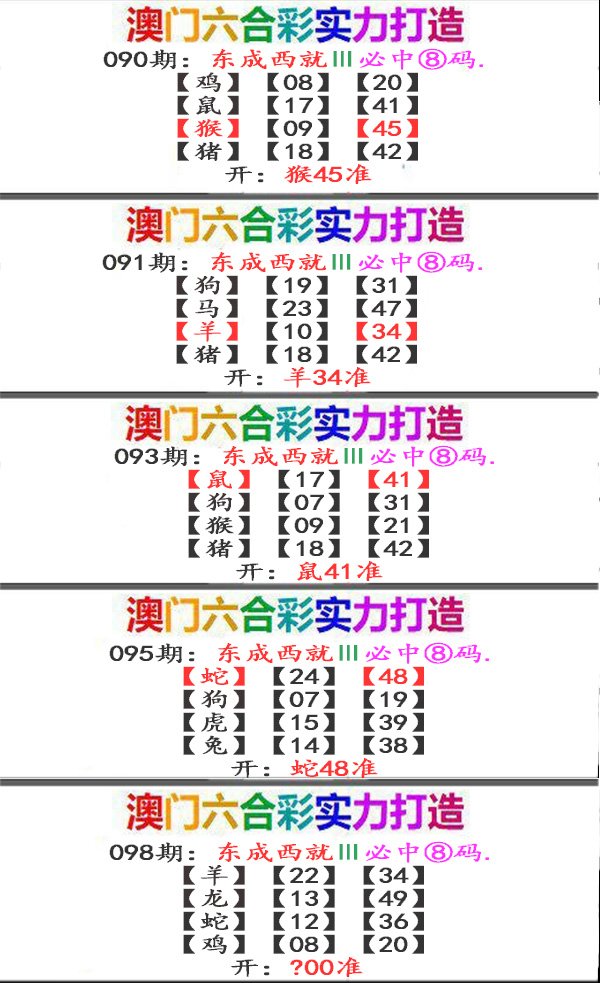 澳门六合彩实力打造
090期：东成西就III必中⑧码.
【鸡】【08】【20】
【鼠】【17】【41】
【猴】【09】【45】
【猪】【18】【42】
开：猴45准
澳门六合彩实力打造
091期：东成西就III必中⑧码.
【狗】【19】【31】
【马】【23】【47】
【羊】【10】【34】
【猪】【18】【42】
开：羊34准
澳门六合彩实力打造
093期：东成西就III必中⑧码.
【鼠】【17】【41】
【狗】【07】【31】
【猴】【09】【21】
【猪】【18】【42】
开：鼠41准
澳门六合彩实力打造
095期：东成西就III必中⑧码.
【蛇】【24】【48】
【狗】【07】【19】
【虎】【15】【39】
【兔】【14】【38】
开：蛇48准
澳门六合彩实力打造
098期：东成西就III必中⑧码.
【羊】【22】【34】
【龙】【13】【49】
【蛇】【12】【36】
【鸡】【08】【20】
开：?00准